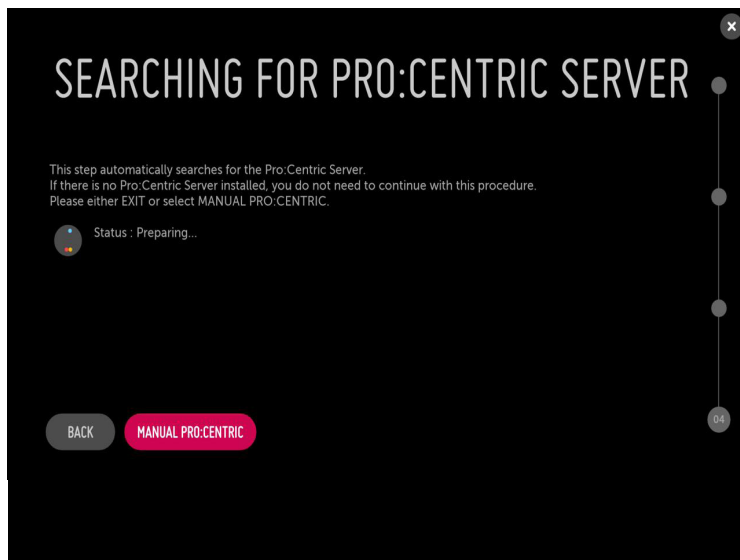 SEARCHING FOR PRO:CENTRIC SERVER
This step automatically searches for the Pro:Centric Server.
If there is no Pro:Centric Server installed, you do not need to continue with this procedure.
Please either EXIT or select MANUAL PRO:CENTRIC.
Status : Preparing...
BACK
MANUAL PRO:CENTRIC
04